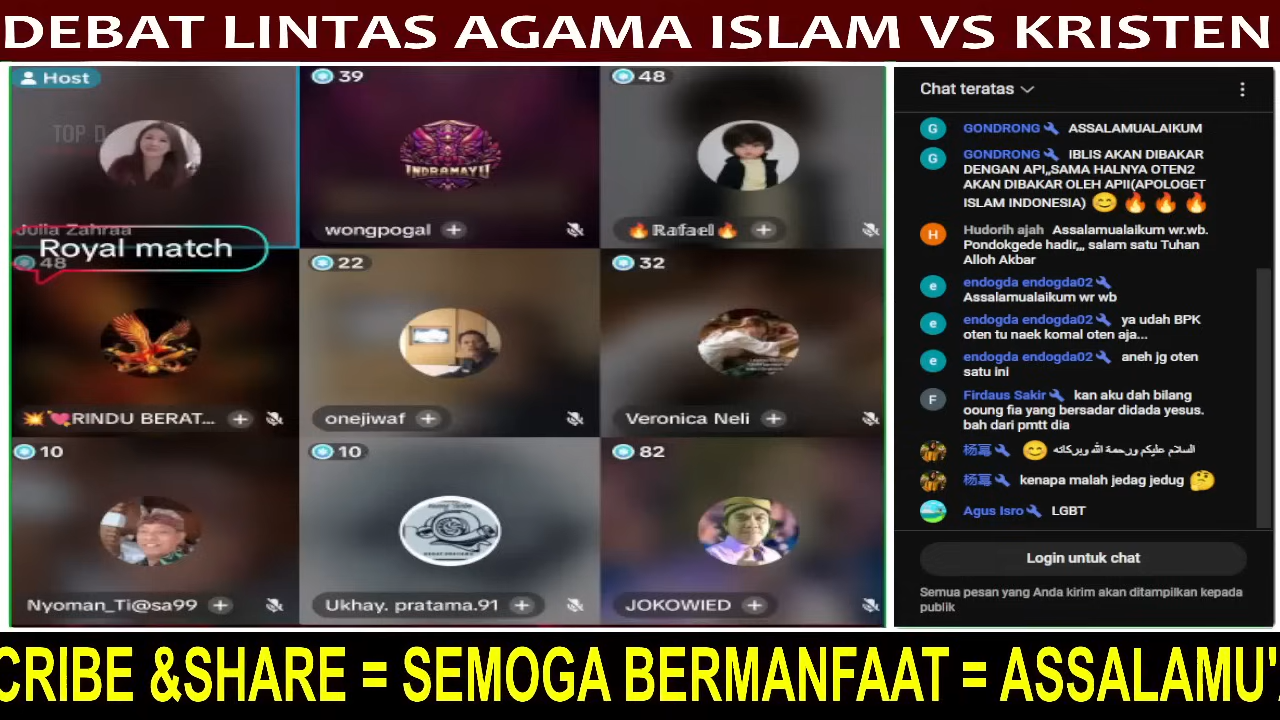 DEBAT LINTAS AGAMA ISLAM VS KRISTEN
Host
39
48
TOP
INDRAMAYU
Julia Zahraa
wongpogal +
🔥Rafael🔥 +
Royal match
48
22
32
💥💘RINDU BERAT... +
onejiwaf +
Veronica Neli +
10
10
82
Nyoman_Ti@sa99 +
Ukhay. pratama.91 +
JOKOWIED +
Chat teratas
GONDRONG ASSALAMUALAIKUM
GONDRONG IBLIS AKAN DIBAKAR
DENGAN API,,SAMA HALNYA OTEN2
AKAN DIBAKAR OLEH APII(APOLOGET
ISLAM INDONESIA) 😊 🔥 🔥 🔥
Hudorih ajah Assalamualaikum wr.wb.
Pondokgede hadir,,, salam satu Tuhan
Alloh Akbar
endogda endogda02
Assalamualaikum wr wb
endogda endogda02 ya udah BPK
oten tu naek komal oten aja...
endogda endogda02 aneh jg oten
satu ini
Firdaus Sakir kan aku dah bilang
ooung fia yang bersadar didada yesus.
bah dari pmtt dia
杨幂 😊 السلام عليكم ورحمة الله وبركاته
杨幂 kenapa malah jedag jedug 🤔
Agus Isro LGBT
Login untuk chat
Semua pesan yang Anda kirim akan ditampilkan kepada
publik
CRIBE &SHARE = SEMOGA BERMANFAAT = ASSALAMU'